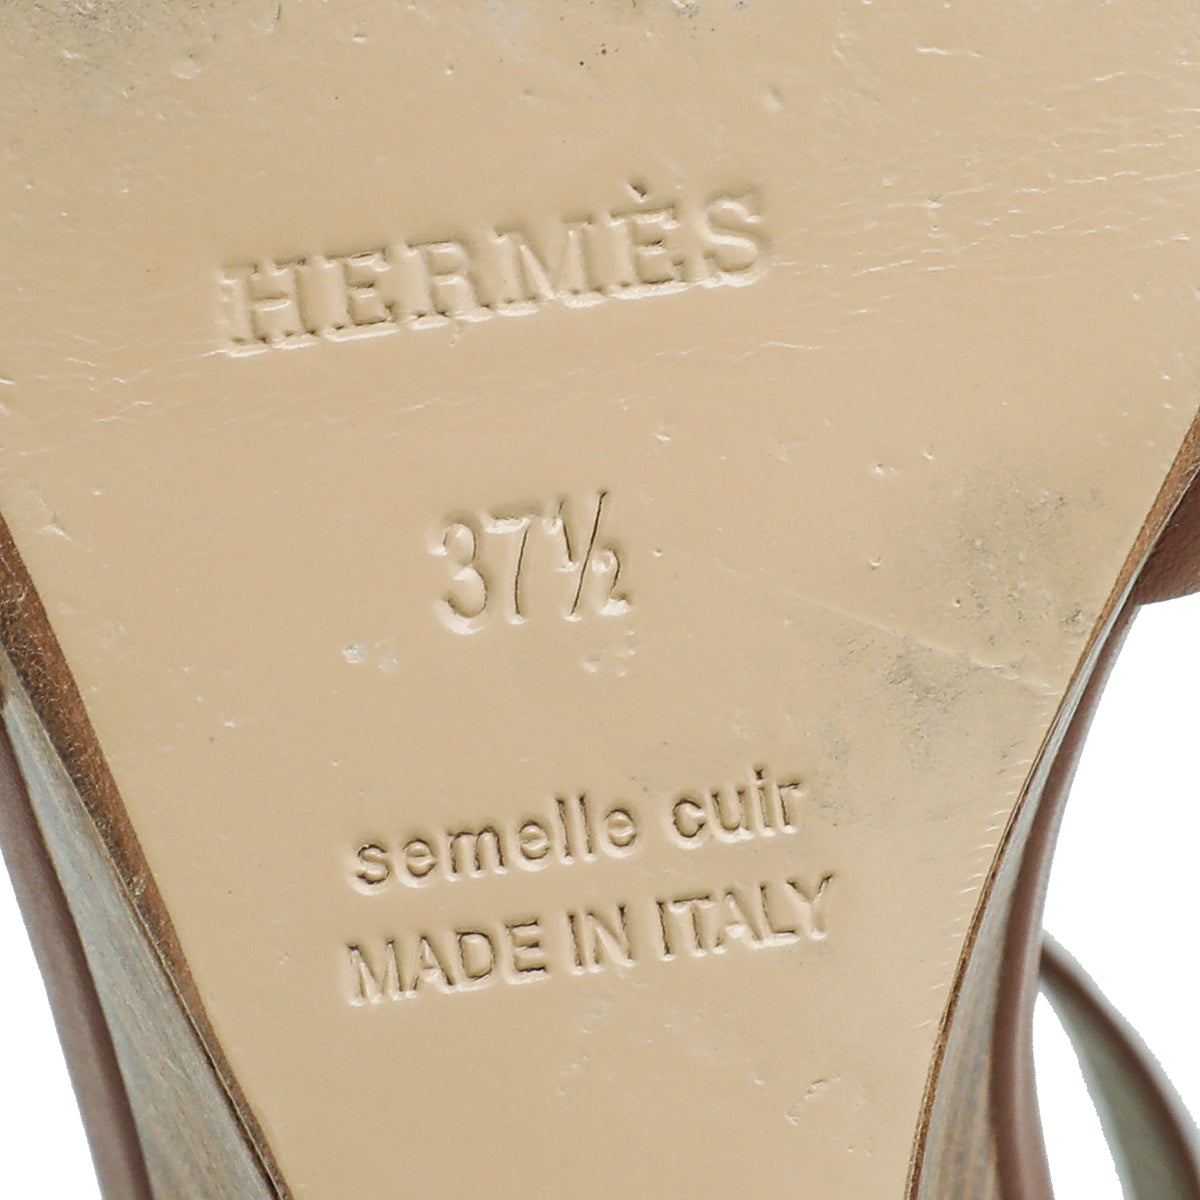 HERMÈS
37½
semelle cuir
MADE IN ITALY